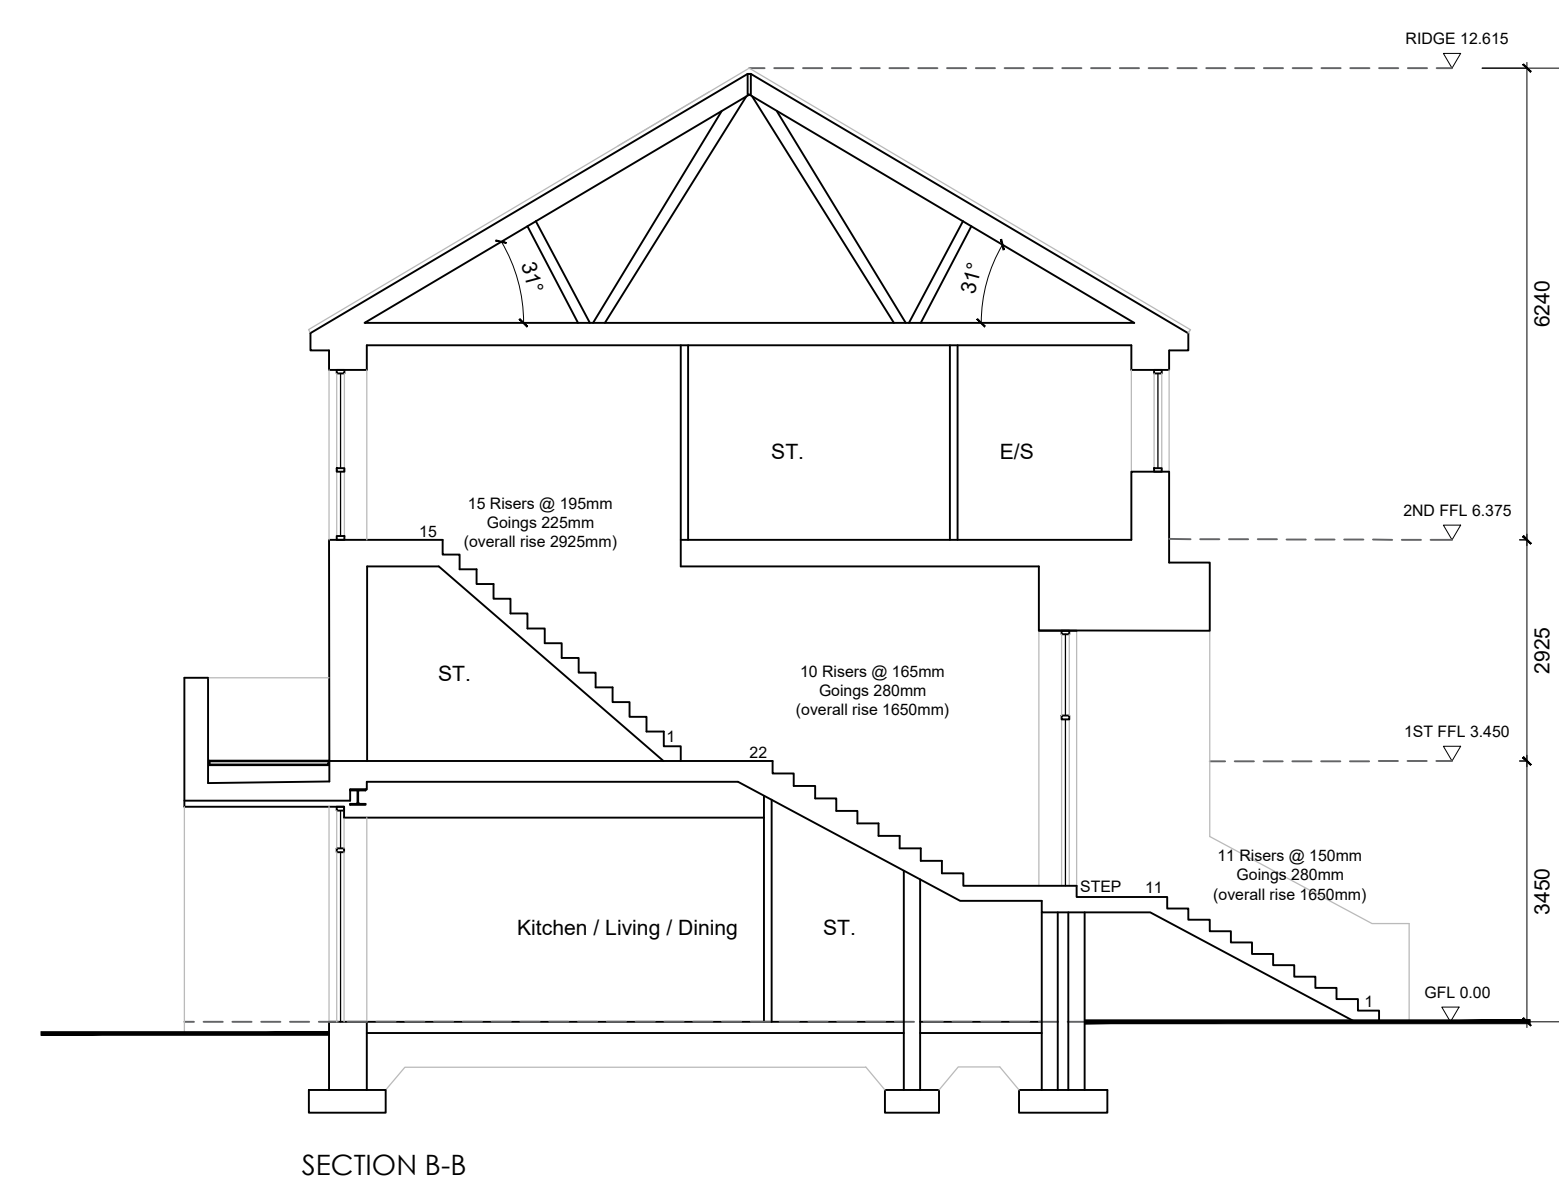 RIDGE 12.615
31°
31°
6240
ST.
E/S
15 Risers @ 195mm
Goings 225mm
(overall rise 2925mm)
2ND FFL 6.375
15
2925
ST.
10 Risers @ 165mm
Goings 280mm
(overall rise 1650mm)
1
22
1ST FFL 3.450
11 Risers @ 150mm
Goings 280mm
(overall rise 1650mm)
STEP
11
3450
Kitchen / Living / Dining
ST.
1
GFL 0.00
SECTION B-B